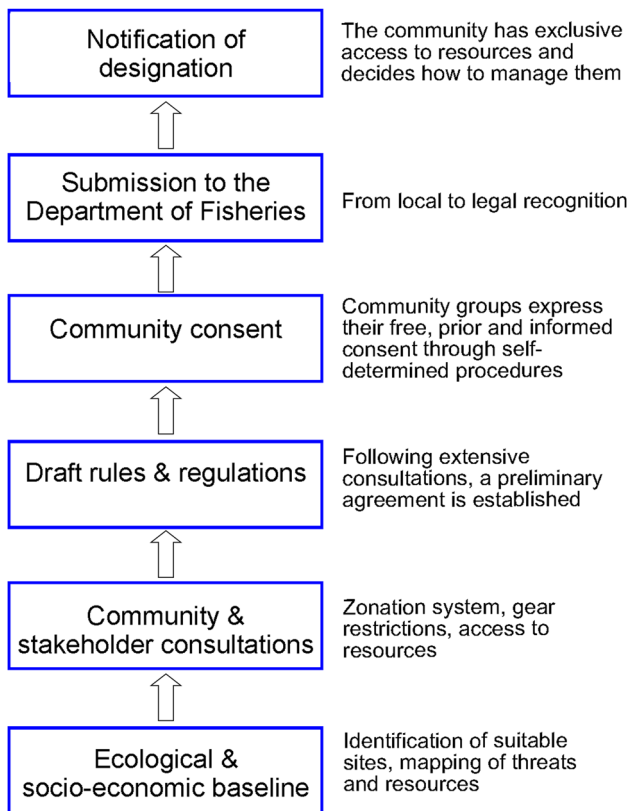 Notification of
designation
The community has exclusive
access to resources and
decides how to manage them
Submission to the
Department of Fisheries
From local to legal recognition
Community consent
Community groups express
their free, prior and informed
consent through self-
determined procedures
Draft rules & regulations
Following extensive
consultations, a preliminary
agreement is established
Community &
stakeholder consultations
Zonation system, gear
restrictions, access to
resources
Ecological &
socio-economic baseline
Identification of suitable
sites, mapping of threats
and resources